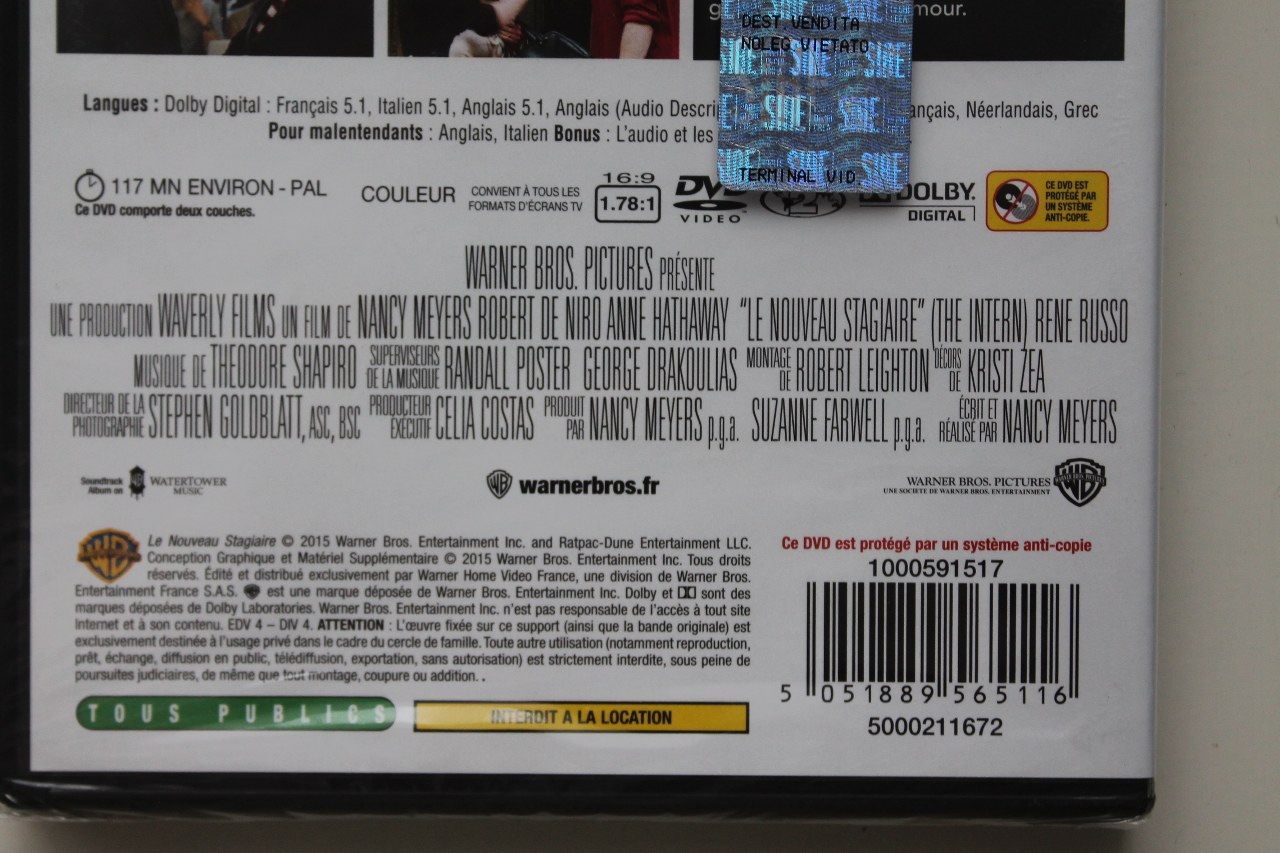 g mour.
DEST.VENDITA
NOLEG.VIETATO
SIAE SIAE SIAE
SIAE SIAE
SIAE SIAE SIAE
TERMINAL VID.
Langues : Dolby Digital : Français 5.1, Italien 5.1, Anglais 5.1, Anglais (Audio Descri ançais, Néerlandais, Grec
Pour malentendants : Anglais, Italien Bonus : L'audio et les
117 MN ENVIRON - PAL
Ce DVD comporte deux couches.
COULEUR
CONVIENT À TOUS LES
FORMATS D'ÉCRANS TV
16:9
1.78:1
DVD
VIDEO™
2
DOLBY.
DIGITAL
CE DVD EST
PROTÉGÉ PAR
UN SYSTÈME
ANTI-COPIE.
WARNER BROS. PICTURES PRÉSENTE
UNE PRODUCTION WAVERLY FILMS UN FILM DE NANCY MEYERS ROBERT DE NIRO ANNE HATHAWAY "LE NOUVEAU STAGIAIRE" (THE INTERN) RENE RUSSO
MUSIQUE DE THEODORE SHAPIRO SUPERVISEURS DE LA MUSIQUE RANDALL POSTER GEORGE DRAKOULIAS MONTAGE DE ROBERT LEIGHTON DÉCORS DE KRISTI ZEA
DIRECTEUR DE LA PHOTOGRAPHIE STEPHEN GOLDBLATT, ASC, BSC PRODUCTEUR EXÉCUTIF CELIA COSTAS PRODUIT PAR NANCY MEYERS p.g.a. SUZANNE FARWELL p.g.a. ÉCRIT ET RÉALISÉ PAR NANCY MEYERS
Soundtrack
Album on
WATERTOWER
MUSIC
warnerbros.fr
WARNER BROS. PICTURES
UNE SOCIETE DE WARNER BROS. ENTERTAINMENT
Le Nouveau Stagiaire © 2015 Warner Bros. Entertainment Inc. and Ratpac-Dune Entertainment LLC.
Conception Graphique et Matériel Supplémentaire © 2015 Warner Bros. Entertainment Inc. Tous droits
réservés. Édité et distribué exclusivement par Warner Home Video France, une division de Warner Bros.
Entertainment France S.A.S. est une marque déposée de Warner Bros. Entertainment Inc. Dolby et sont des
marques déposées de Dolby Laboratories. Warner Bros. Entertainment Inc. n'est pas responsable de l'accès à tout site
Internet et à son contenu. EDV 4 – DIV 4. ATTENTION : L'œuvre fixée sur ce support (ainsi que la bande originale) est
exclusivement destinée à l'usage privé dans le cadre du cercle de famille. Toute autre utilisation (notamment reproduction,
prêt, échange, diffusion en public, télédiffusion, exportation, sans autorisation) est strictement interdite, sous peine de
poursuites judiciaires, de même que tout montage, coupure ou addition. .
TOUS PUBLICS
INTERDIT A LA LOCATION
Ce DVD est protégé par un système anti-copie
1000591517
5 051889 565116
5000211672